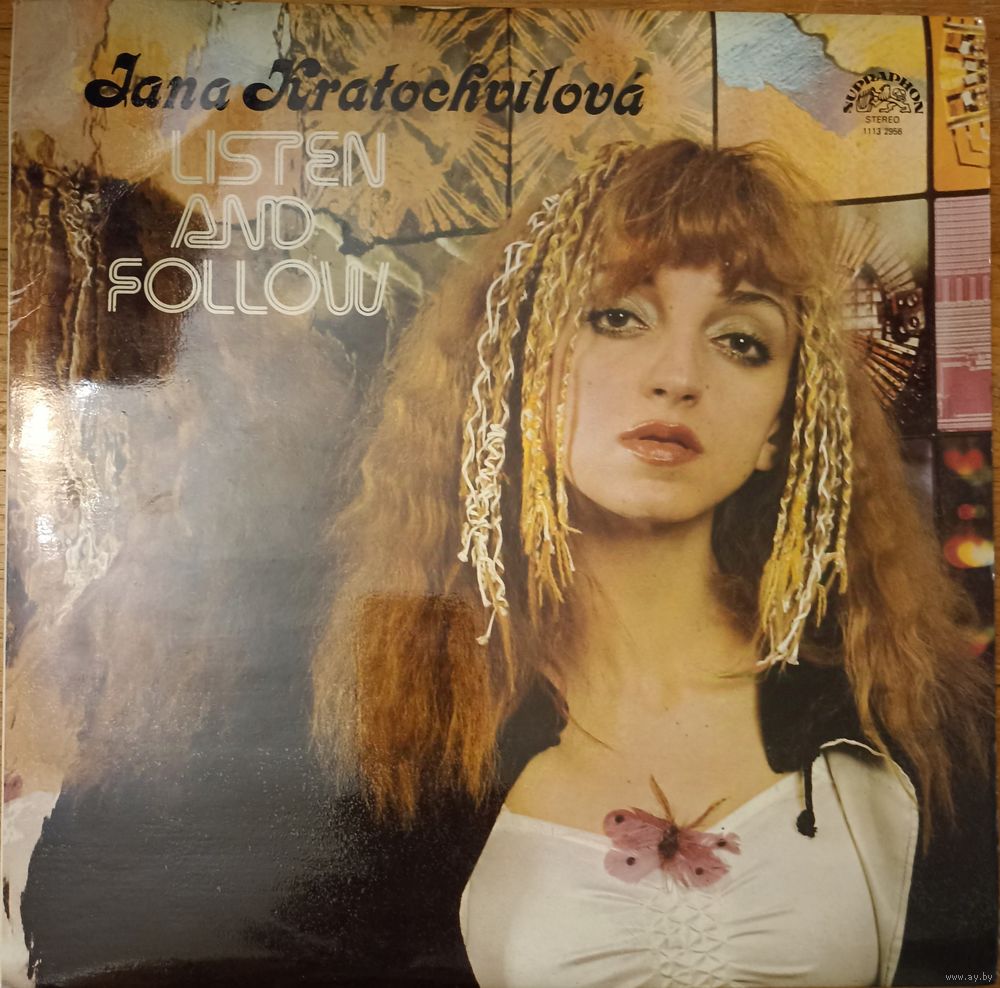 Jana Kratochvílová
LISTEN
AND
FOLLOW
SUPRAPHON
STEREO
1113 2956
www.ay.by